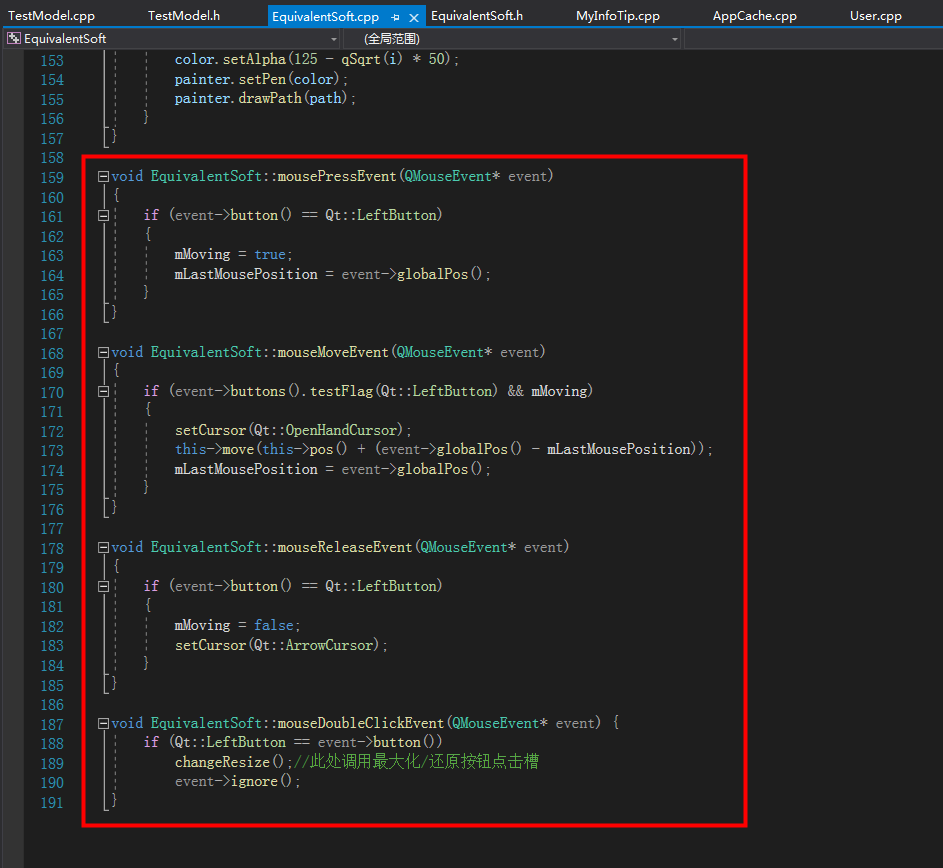 TestModel.cpp TestModel.h EquivalentSoft.cpp EquivalentSoft.h MyInfoTip.cpp AppCache.cpp User.cpp
EquivalentSoft (全局范围)
153 color.setAlpha(125 - qSqrt(i) * 50);
154 painter.setPen(color);
155 painter.drawPath(path);
156 }
157 }
158
159 void EquivalentSoft::mousePressEvent(QMouseEvent* event)
160 {
161 if (event->button() == Qt::LeftButton)
162 {
163 mMoving = true;
164 mLastMousePosition = event->globalPos();
165 }
166 }
167
168 void EquivalentSoft::mouseMoveEvent(QMouseEvent* event)
169 {
170 if (event->buttons().testFlag(Qt::LeftButton) && mMoving)
171 {
172 setCursor(Qt::OpenHandCursor);
173 this->move(this->pos() + (event->globalPos() - mLastMousePosition));
174 mLastMousePosition = event->globalPos();
175 }
176 }
177
178 void EquivalentSoft::mouseReleaseEvent(QMouseEvent* event)
179 {
180 if (event->button() == Qt::LeftButton)
181 {
182 mMoving = false;
183 setCursor(Qt::ArrowCursor);
184 }
185 }
186
187 void EquivalentSoft::mouseDoubleClickEvent(QMouseEvent* event) {
188 if (Qt::LeftButton == event->button())
189 changeResize();//此处调用最大化/还原按钮点击槽
190 event->ignore();
191 }